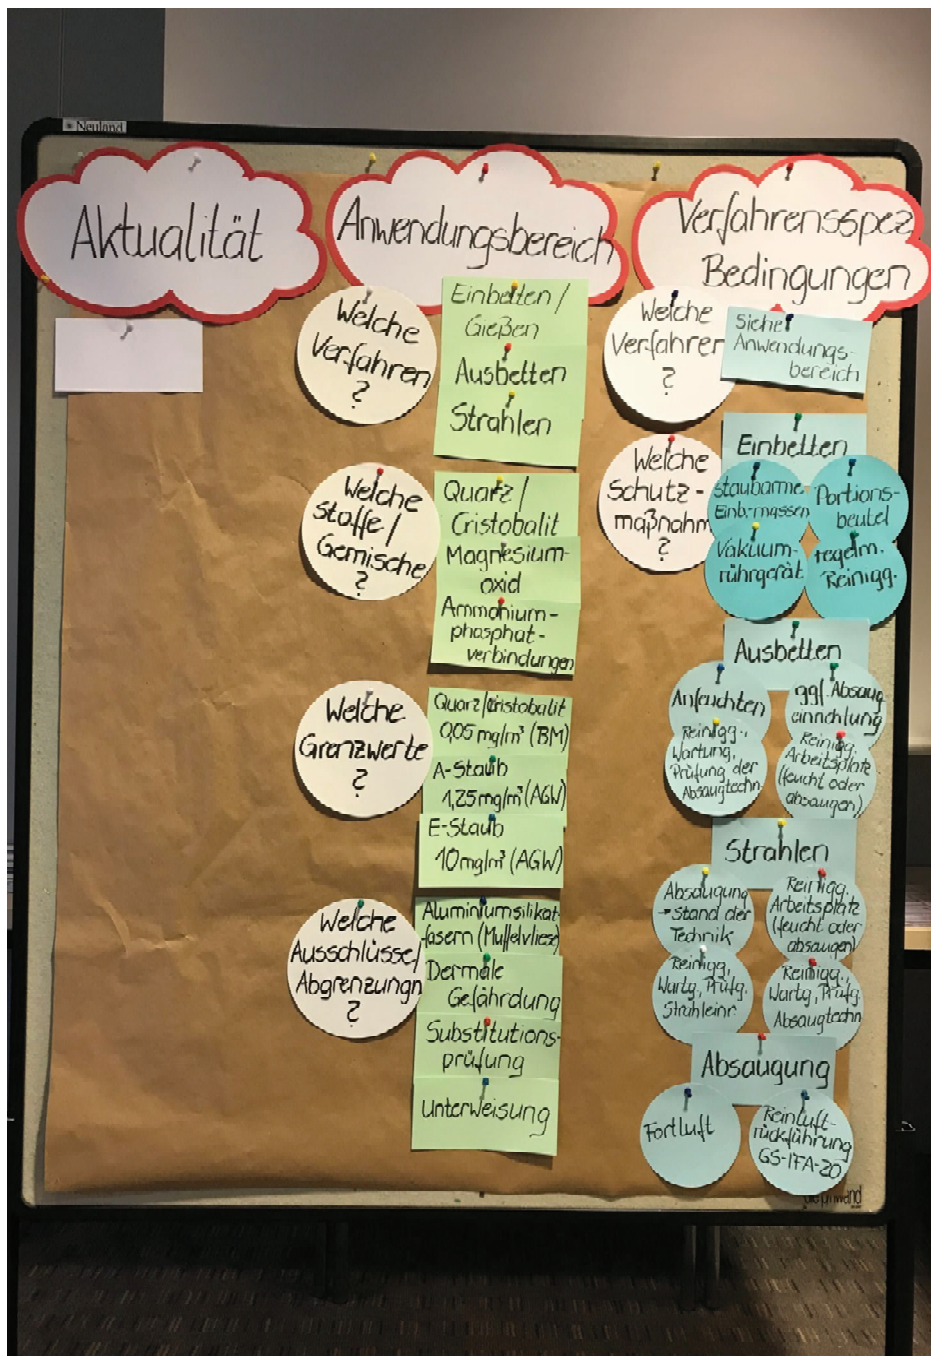 Neuland
Aktualität
Anwendungsbereich
Welche
Verfahren
?
Einbetten /
Gießen
Ausbetten
Strahlen
Welche
Stoffe/
Gemische
?
Quarz /
Cristobalit
Magnesium-
oxid
Ammonium-
phosphat-
verbindungen
Welche
Grenzwerte
?
Quarz/Cristobalit
0,05 mg/m³ (BM)
A-Staub
1,25 mg/m³ (AGW)
E-Staub
10 mg/m³ (AGW)
Welche
Ausschlüsse/
Abgrenzungn
?
Aluminiumsilikat-
fasern (Muffelvliese)
Dermale
Gefährdung
Substitutions-
prüfung
Unterweisung
Verfahrensspez
Bedingungen
Welche
Verfahren
?
Siehe
Anwendungs-
bereich
Welche
Schutz-
maßnahm
?
Einbetten
Staubarme
Einb.massen
Portions-
beutel
Vakuum-
rührgerät
regelm.
Reinigg.
Ausbetten
Anfeuchten
ggf. Absaug
einrichtung
Reinigg.,
Wartung,
Prüfung der
Absaugtechn.
Reinigg.
Arbeitsplatz
(feucht oder
absaugen)
Strahlen
Absaugung
→ Stand der
Technik
Reinigg.
Arbeitsplatz
(feucht oder
absaugen)
Reinigg,
Wartg, Prüfg.
Strahleinr.
Reinigg.,
Wartg, Prüfg.
Absaugtechn
Absaugung
Fortluft
Reinluft-
rückführung
GS-IFA-20